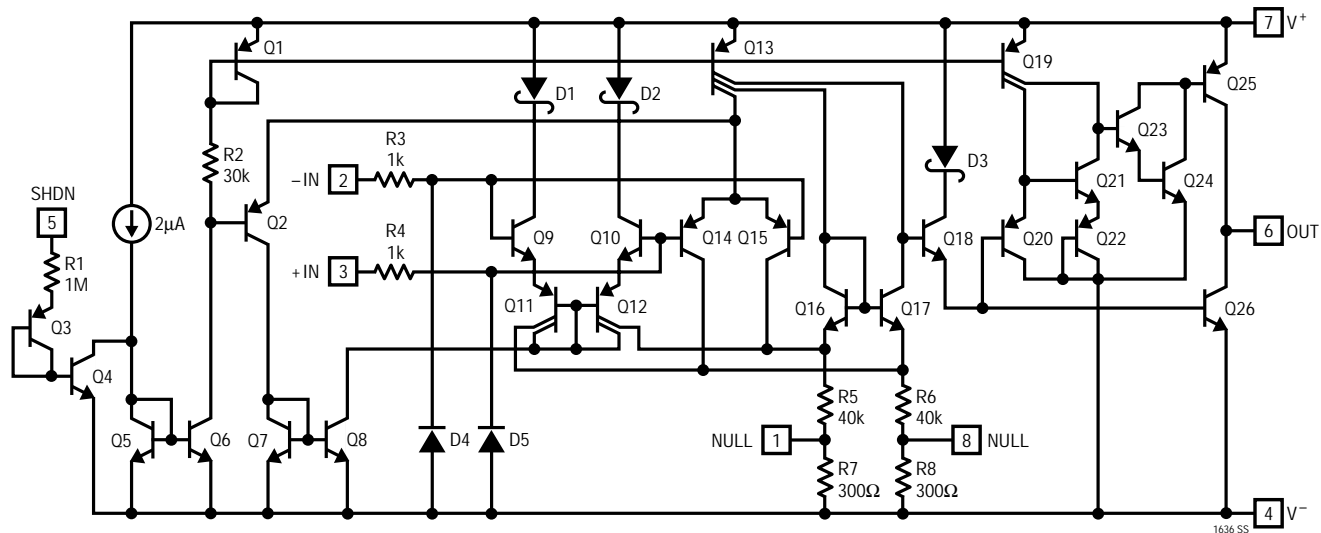 7 V+
Q1
Q13
Q19
Q25
D1
D2
Q23
R3
1k
R2
30k
D3
SHDN
–IN 2
Q21
Q24
5
2µA
Q2
R4
1k
Q9
Q10
Q14
Q15
Q18
Q20
Q22
6 OUT
R1
1M
+IN 3
Q11
Q12
Q16
Q17
Q26
Q3
Q4
R5
40k
R6
40k
Q5
Q6
Q7
Q8
D4
D5
NULL 1
8 NULL
R7
300Ω
R8
300Ω
4 V–
1636 SS